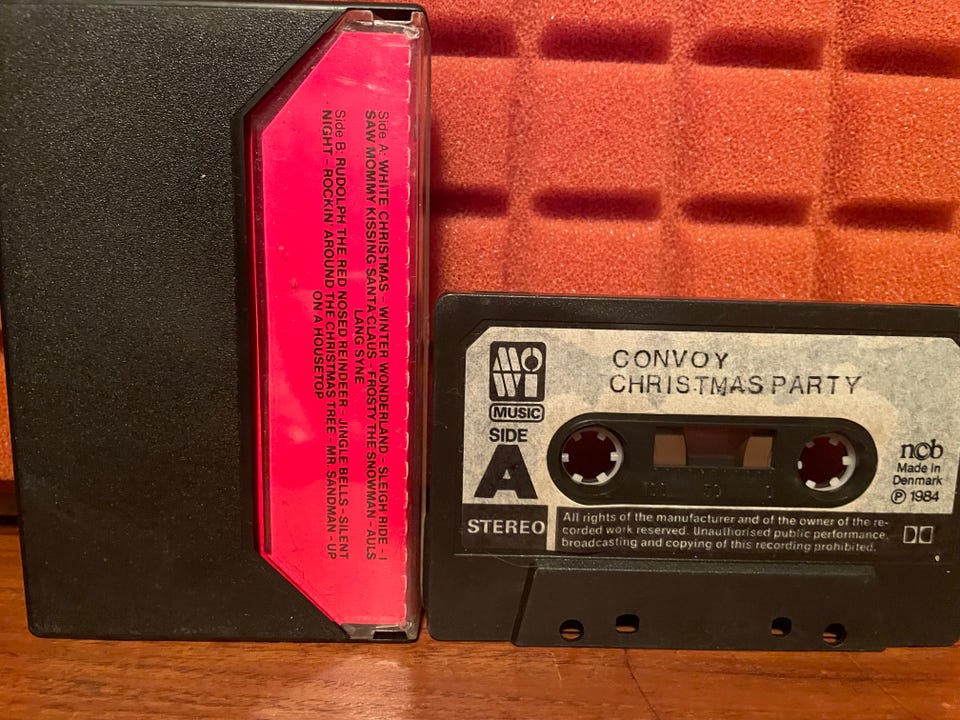 Side A: WHITE CHRISTMAS - WINTER WONDERLAND - SLEIGH RIDE - I
SAW MOMMY KISSING SANTA CLAUS - FROSTY THE SNOWMAN - AULS
LANG SYNE
Side B: RUDOLPH THE RED NOSED REINDEER - JINGLE BELLS - SILENT
NIGHT - ROCKIN' AROUND THE CHRISTMAS TREE - MR. SANDMAN - UP
ON A HOUSETOP
MOWI
MUSIC
SIDE
A
STEREO
CONVOY
CHRISTMAS PARTY
100 50
ncb
Made in
Denmark
℗ 1984
All rights of the manufacturer and of the owner of the re-
corded work reserved. Unauthorised public performance,
broadcasting and copying of this recording prohibited.